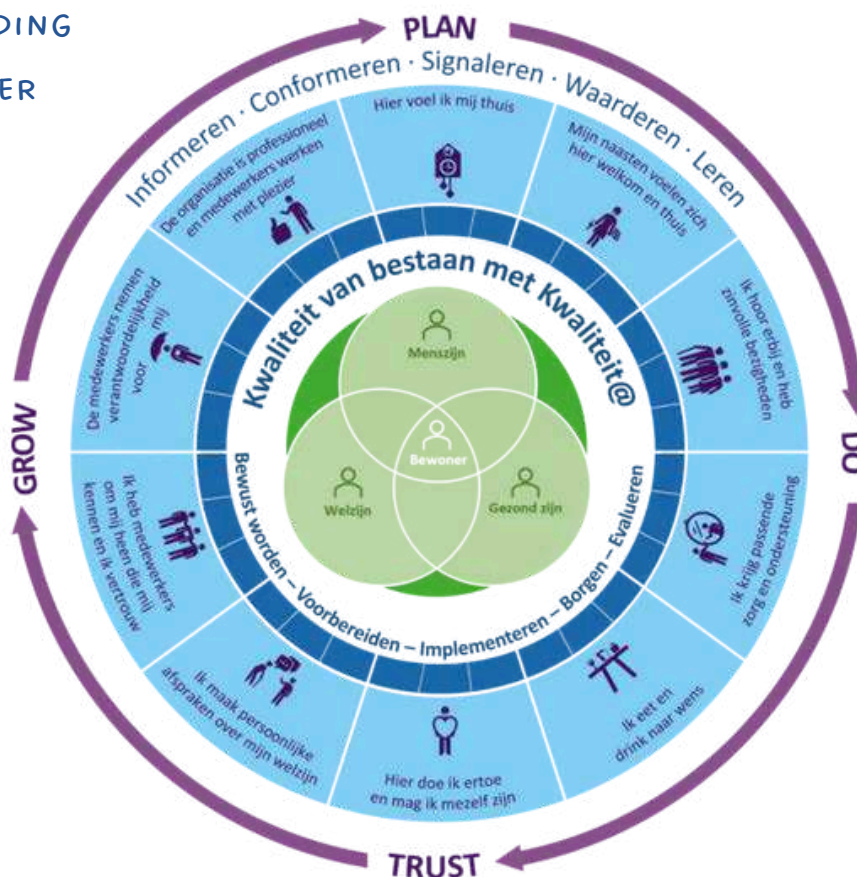 DING
ER
PLAN
DO
TRUST
GROW
Informeren · Conformeren · Signaleren · Waarderen · Leren
Hier voel ik mij thuis
Mijn naasten voelen zich
hier welkom en thuis
Ik hoor erbij en heb
zinvolle bezigheden
Ik krijg passende
zorg en ondersteuning
Ik eet en
drink naar wens
Hier doe ik ertoe
en mag ik mezelf zijn
Ik maak persoonlijke
afspraken over mijn welzijn
Ik heb medewerkers
om mij heen die mij
kennen en ik vertrouw
De medewerkers nemen
verantwoordelijkheid
voor
mij
De organisatie is professioneel
en medewerkers werken
met plezier
Kwaliteit van bestaan met Kwaliteit@
Bewust worden – Voorbereiden – Implementeren – Borgen – Evalueren
Menszijn
Bewoner
Welzijn
Gezond zijn